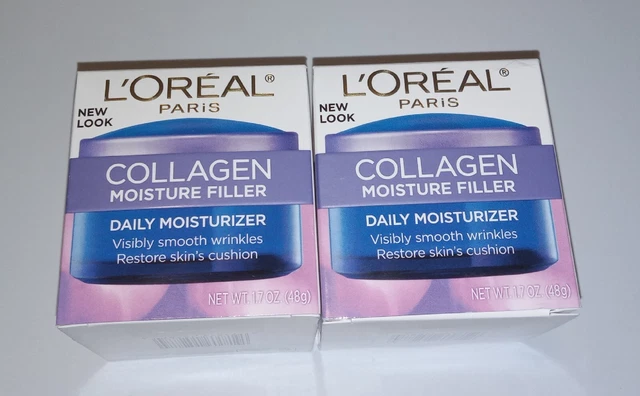 L'ORÉAL®
PARIS
NEW
LOOK
COLLAGEN
MOISTURE FILLER
DAILY MOISTURIZER
Visibly smooth wrinkles
Restore skin's cushion
NET WT 1.7 OZ (48g)
L'ORÉAL®
PARIS
NEW
LOOK
COLLAGEN
MOISTURE FILLER
DAILY MOISTURIZER
Visibly smooth wrinkles
Restore skin's cushion
NET WT 1.7 OZ (48g)